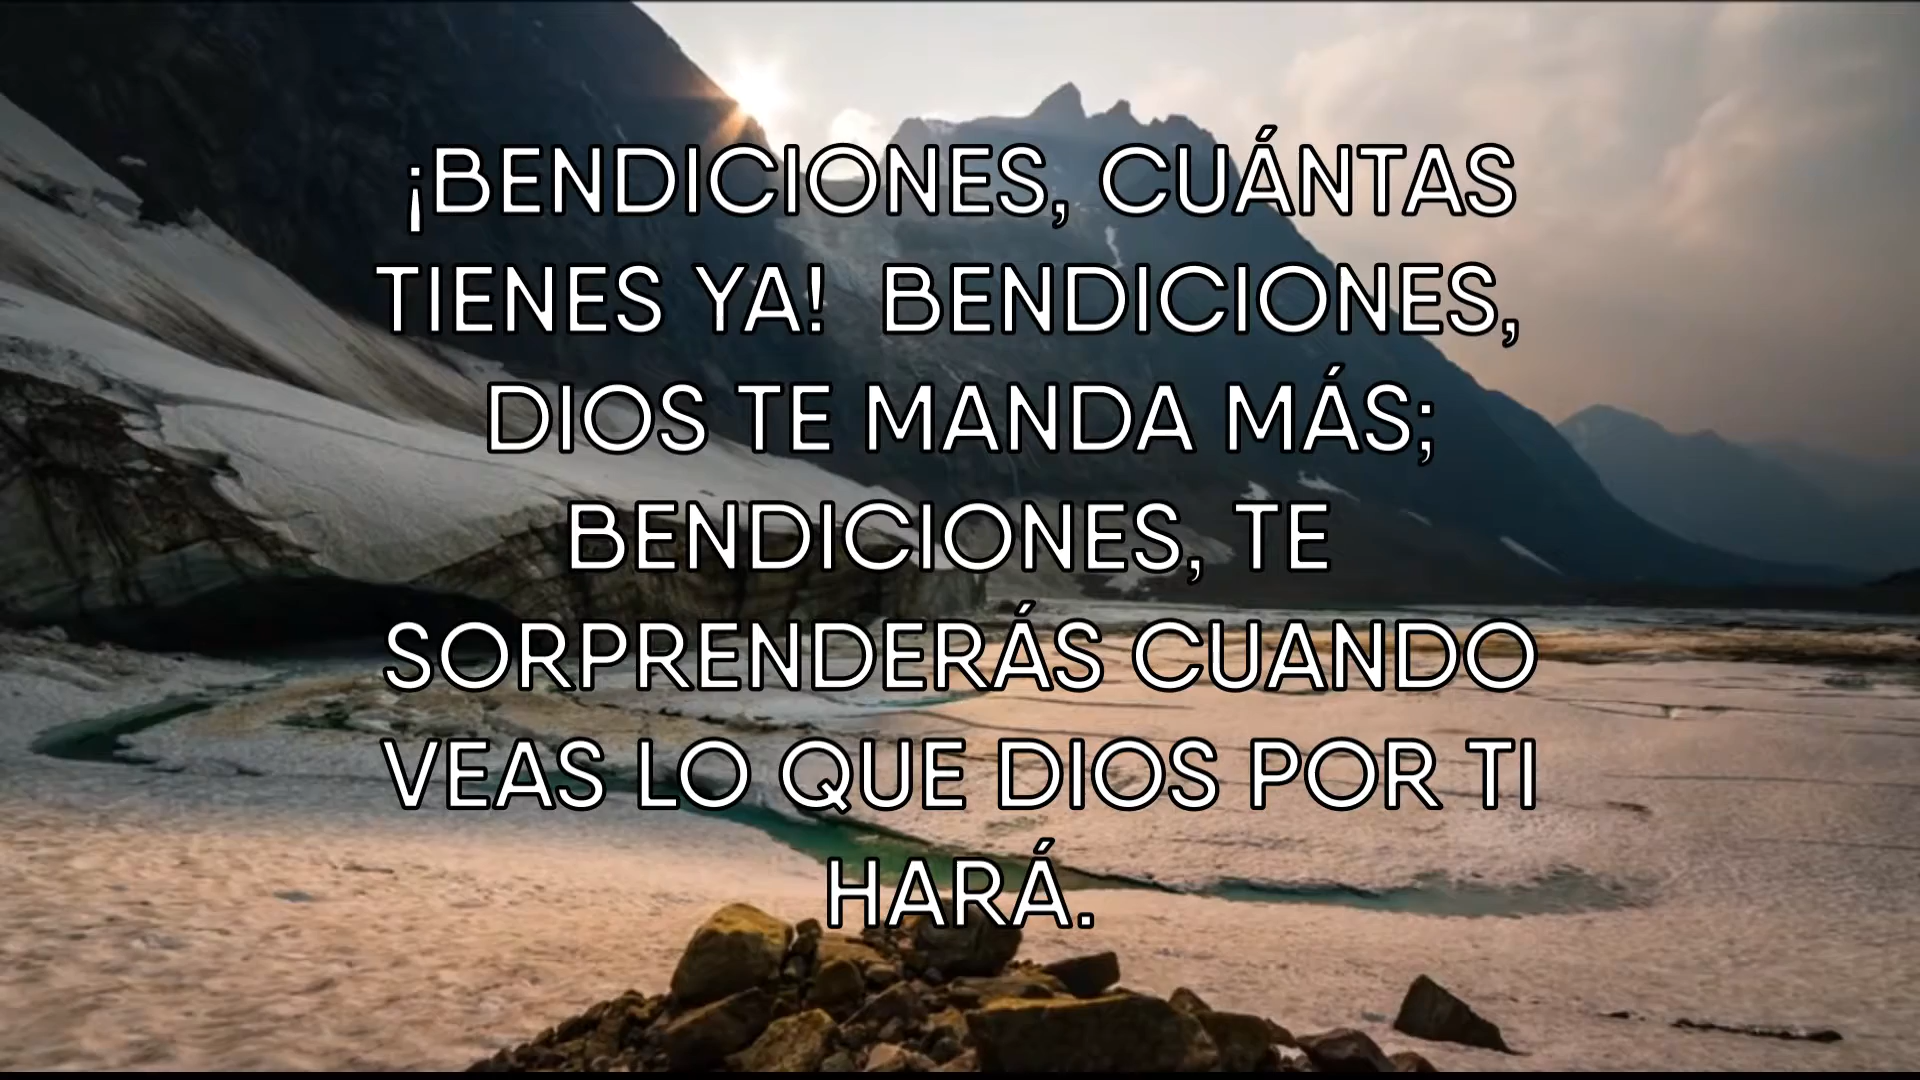 ¡BENDICIONES, CUÁNTAS
TIENES YA! BENDICIONES,
DIOS TE MANDA MÁS;
BENDICIONES, TE
SORPRENDERÁS CUANDO
VEAS LO QUE DIOS POR TI
HARÁ.